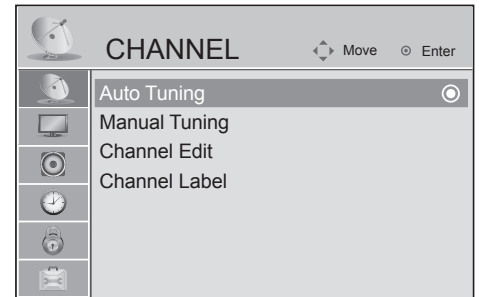 CHANNEL Move Enter
Auto Tuning
Manual Tuning
Channel Edit
Channel Label